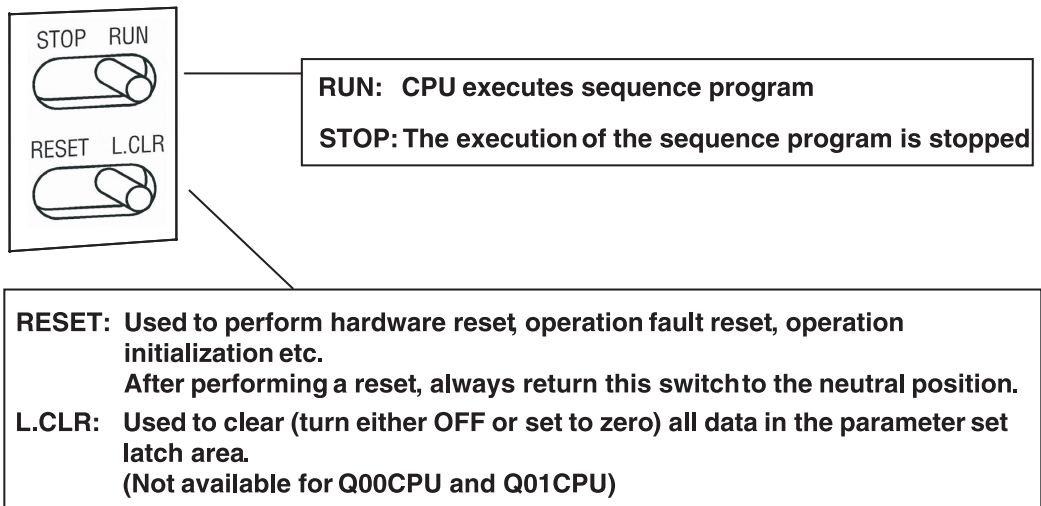 STOP RUN
RUN: CPU executes sequence program
STOP: The execution of the sequence program is stopped
RESET L.CLR
RESET: Used to perform hardware reset, operation fault reset, operation
initialization etc.
After performing a reset, always return this switch to the neutral position.
L.CLR: Used to clear (turn either OFF or set to zero) all data in the parameter set
latch area.
(Not available for Q00CPU and Q01CPU)